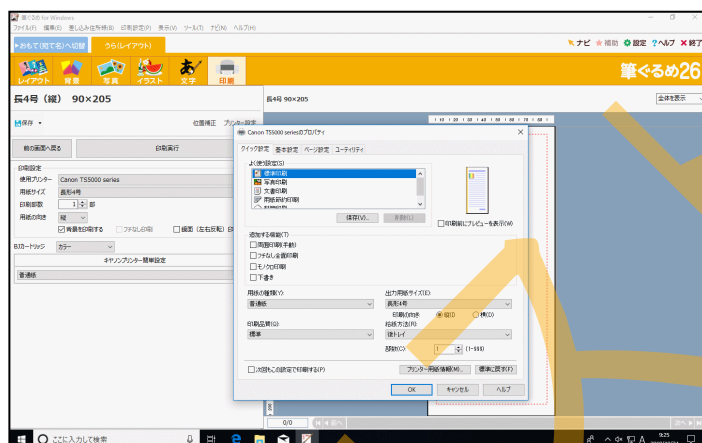 筆ぐるめ for Windows
ファイル(F) 編集(E) 差し込み住所録(B) 印刷設定(P) 表示(V) ツール(T) ナビ(N) ヘルプ(H)
▸おもて(宛て名)へ切替 うら(レイアウト)
ナビ 補助 設定 ?ヘルプ ×終了
レイアウト 背景 写真 イラスト 文字 印刷
筆ぐるめ26
長4号 (縦) 90×205
長4号 90×205
全体を表示
保存 位置補正 プリンター設定
前の画面へ戻る 印刷実行
印刷設定
使用プリンター Canon TS5000 series
用紙サイズ 長形4号
印刷部数 1 部
用紙の向き 縦
背景を印刷する フチなし印刷 鏡面(左右反転)
BJカートリッジ カラー
キヤノンプリンター簡単設定
普通紙
Canon TS5000 seriesのプロパティ
クイック設定 基本設定 ページ設定 ユーティリティ
よく使う設定(S)
標準印刷
写真印刷
文書印刷
用紙節約印刷
保存(V)... 削除(L)
印刷前にプレビューを表示(W)
追加する機能(T)
両面印刷(手動)
フチなし全面印刷
モノクロ印刷
下書き
用紙の種類(Y):
普通紙
出力用紙サイズ(E):
長形4号
印刷の向き 縦(I) 横(O)
印刷品質(Q):
標準
給紙方法(R):
後トレイ
部数(C): 1 (1-999)
次回もこの設定で印刷する(P)
プリンター用紙情報(M)... 標準に戻す(F)
OK キャンセル ヘルプ
0/0 前へ 次へ
ここに入力して検索
A
9:25